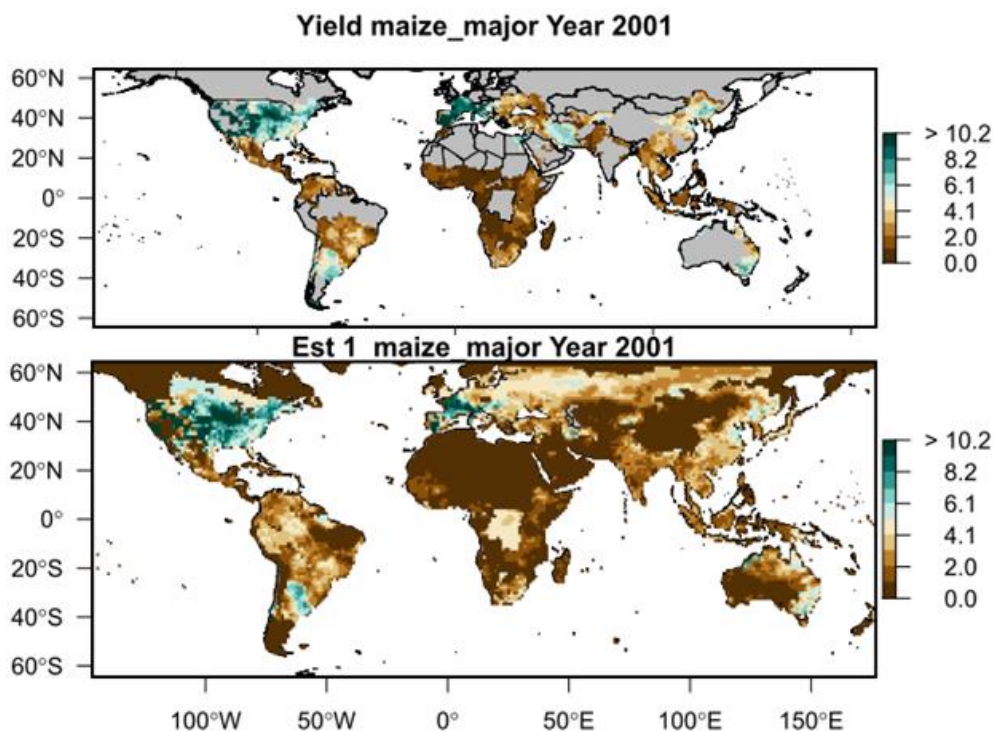 Yield maize_major Year 2001
60°N
40°N
20°N
0°
20°S
40°S
60°S
> 10.2
8.2
6.1
4.1
2.0
0.0
Est 1 maize_major Year 2001
60°N
40°N
20°N
0°
20°S
40°S
60°S
> 10.2
8.2
6.1
4.1
2.0
0.0
100°W 50°W 0° 50°E 100°E 150°E